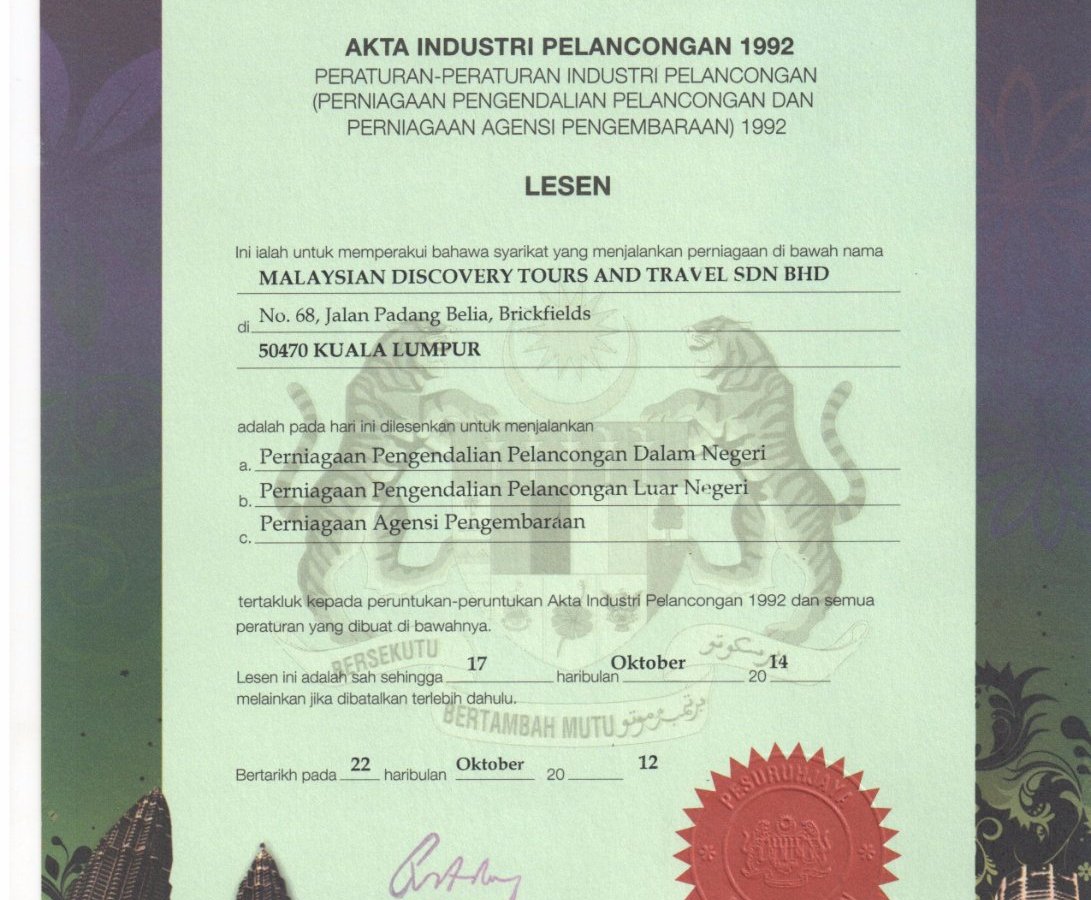 AKTA INDUSTRI PELANCONGAN 1992
PERATURAN-PERATURAN INDUSTRI PELANCONGAN
(PERNIAGAAN PENGENDALIAN PELANCONGAN DAN
PERNIAGAAN AGENSI PENGEMBARAAN) 1992
LESEN
Ini ialah untuk memperakui bahawa syarikat yang menjalankan perniagaan di bawah nama
MALAYSIAN DISCOVERY TOURS AND TRAVEL SDN BHD
di No. 68, Jalan Padang Belia, Brickfields
50470 KUALA LUMPUR
adalah pada hari ini dilesenkan untuk menjalankan
a. Perniagaan Pengendalian Pelancongan Dalam Negeri
b. Perniagaan Pengendalian Pelancongan Luar Negeri
c. Perniagaan Agensi Pengembaraan
tertakluk kepada peruntukan-peruntukan Akta Industri Pelancongan 1992 dan semua
peraturan yang dibuat di bawahnya.
BERSEKUTU
Lesen ini adalah sah sehingga 17 haribulan Oktober 20 14
melainkan jika dibatalkan terlebih dahulu.
BERTAMBAH MUTU
Bertarikh pada 22 haribulan Oktober 20 12
PESURUHJAYA